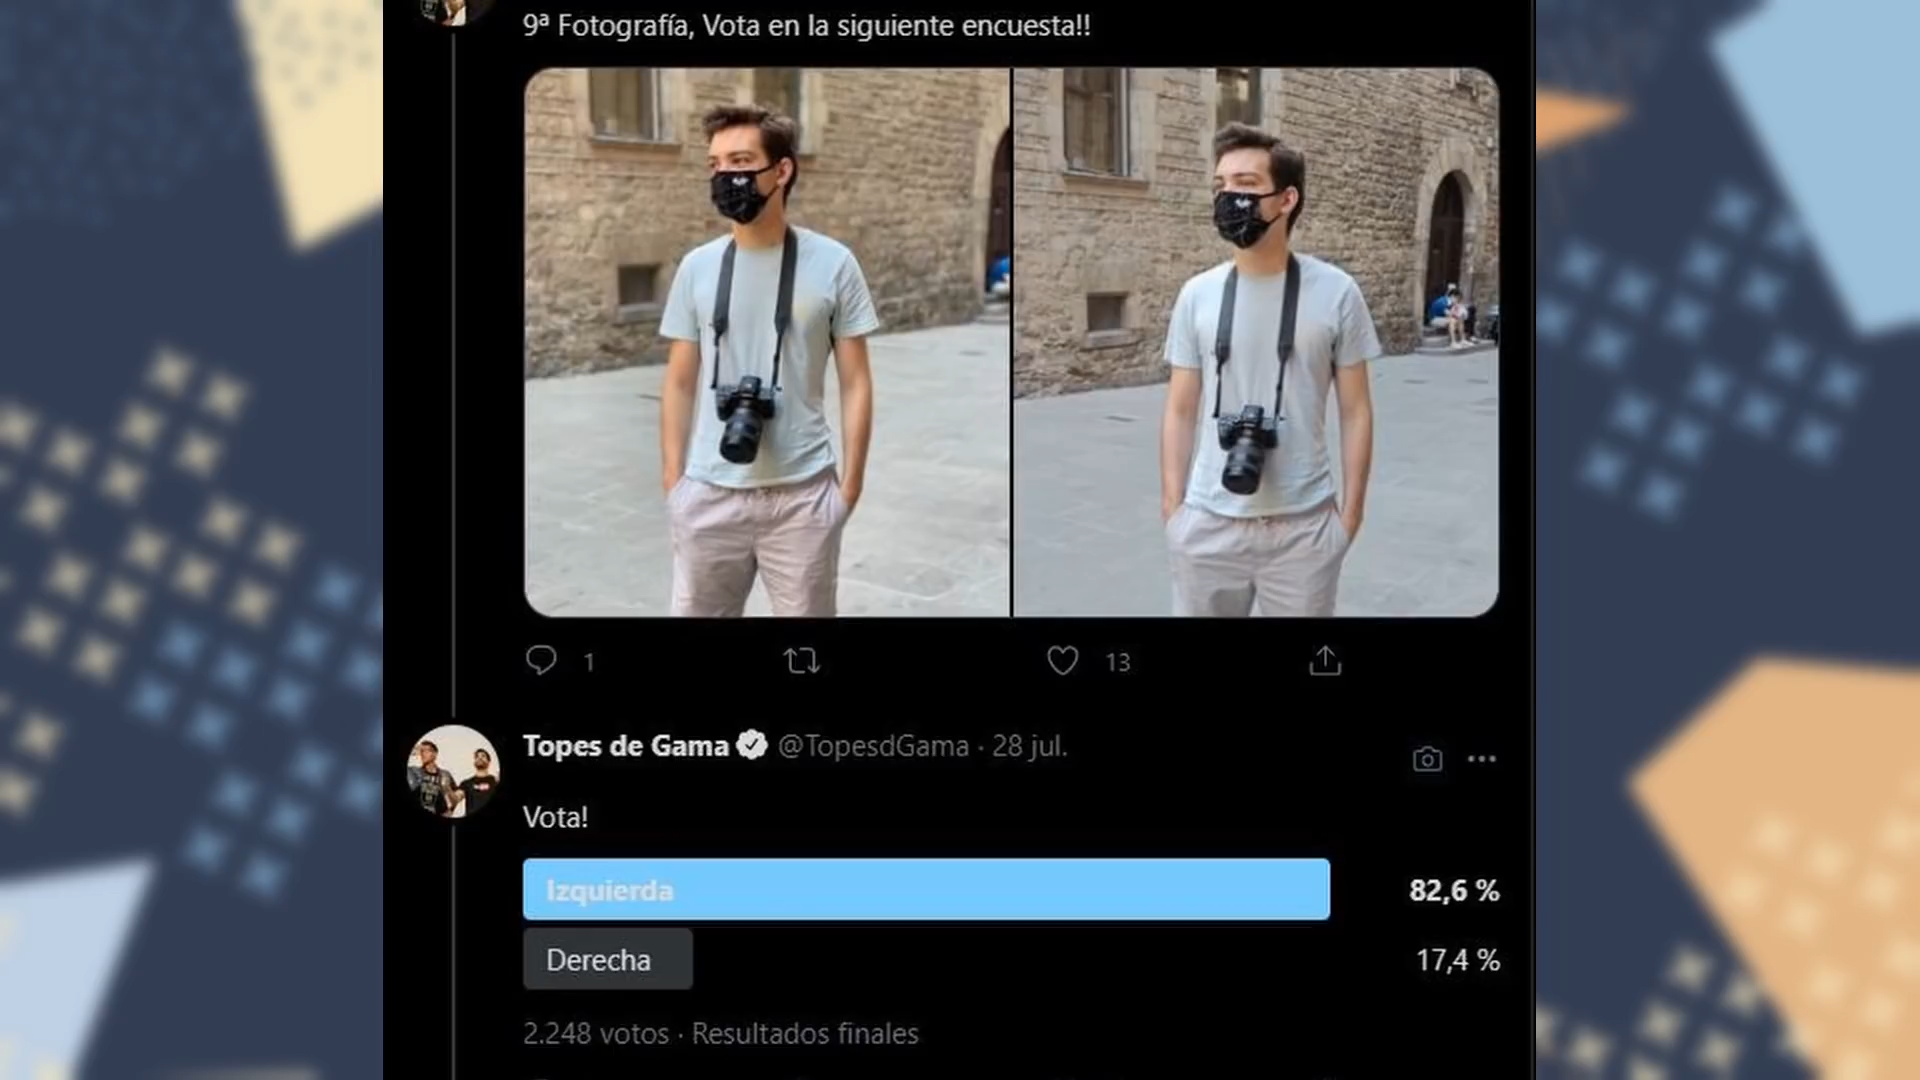 9ª Fotografía, Vota en la siguiente encuesta!!
1
13
Topes de Gama @TopesdGama · 28 jul.
Vota!
Izquierda 82,6 %
Derecha 17,4 %
2.248 votos · Resultados finales